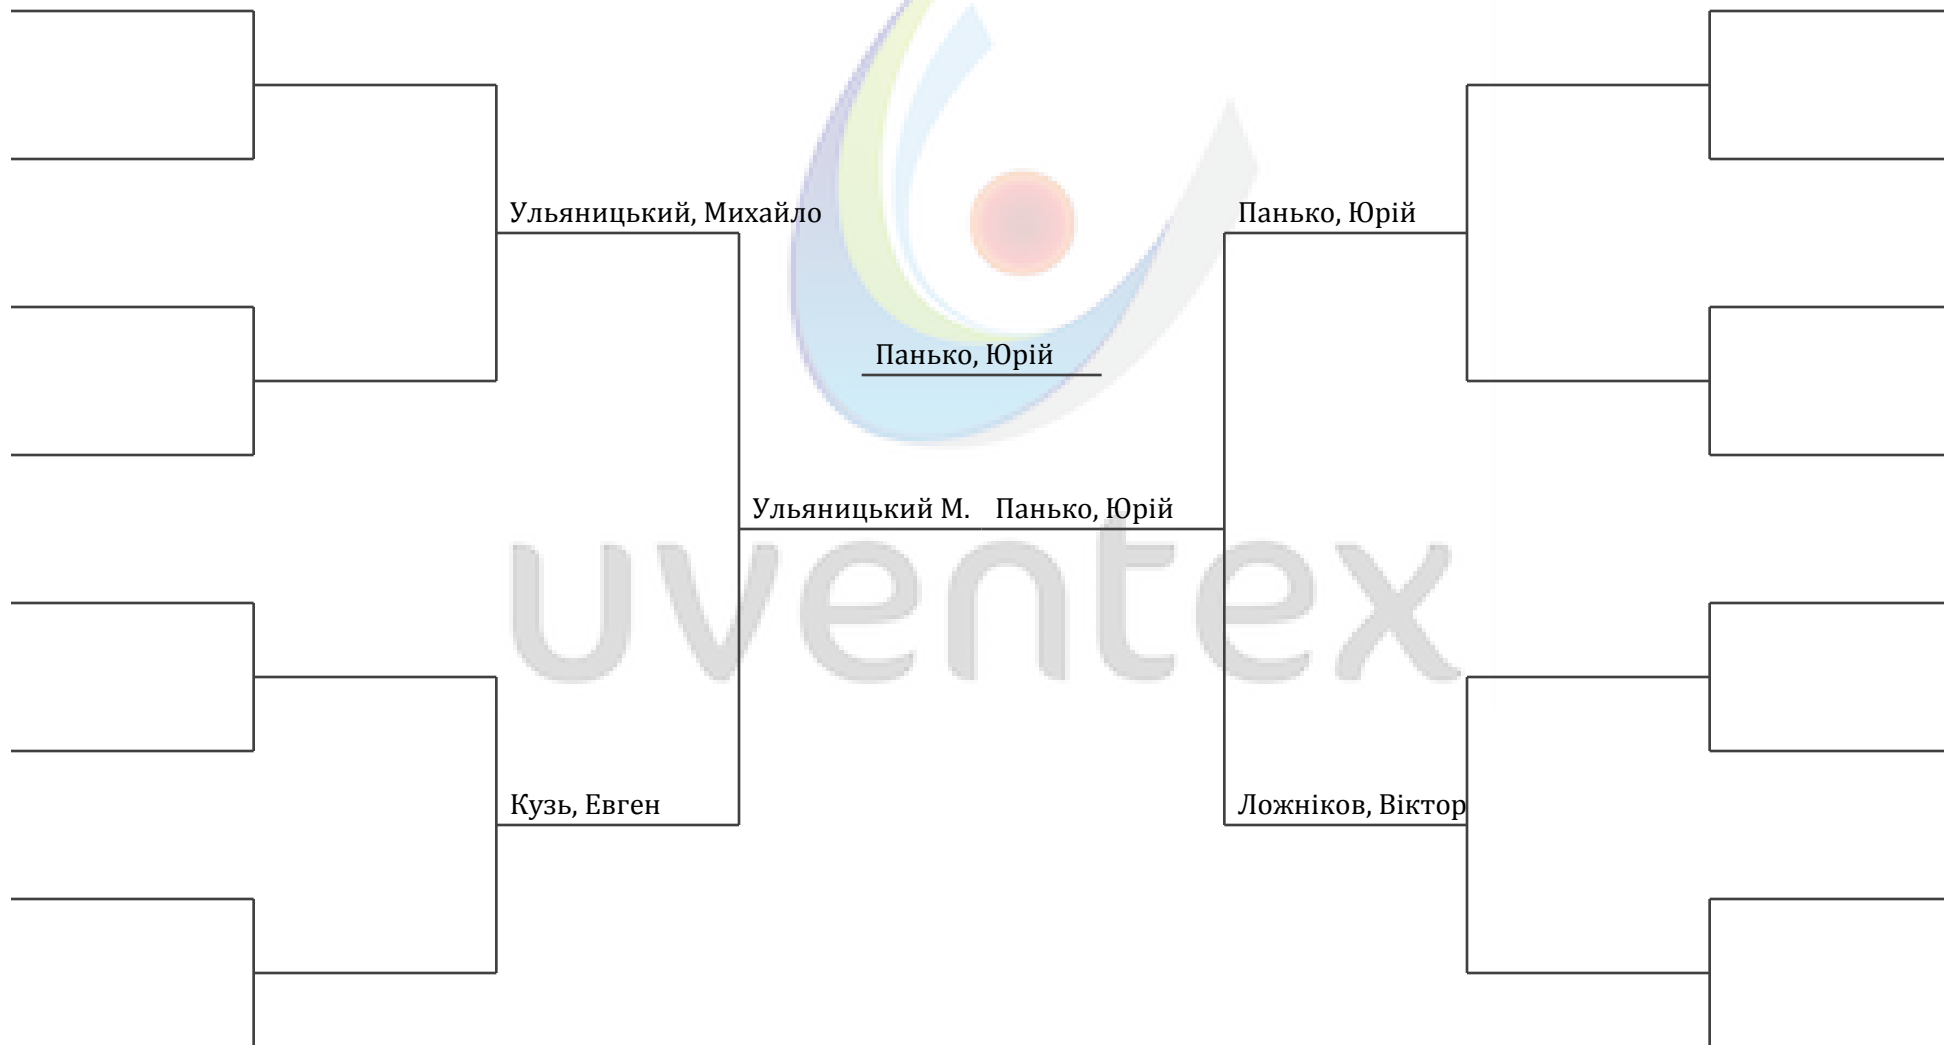 Ульяницький, Михайло
Панько, Юрій
Панько, Юрій
Ульяницький М. Панько, Юрій
uventex
Кузь, Евген
Ложніков, Віктор